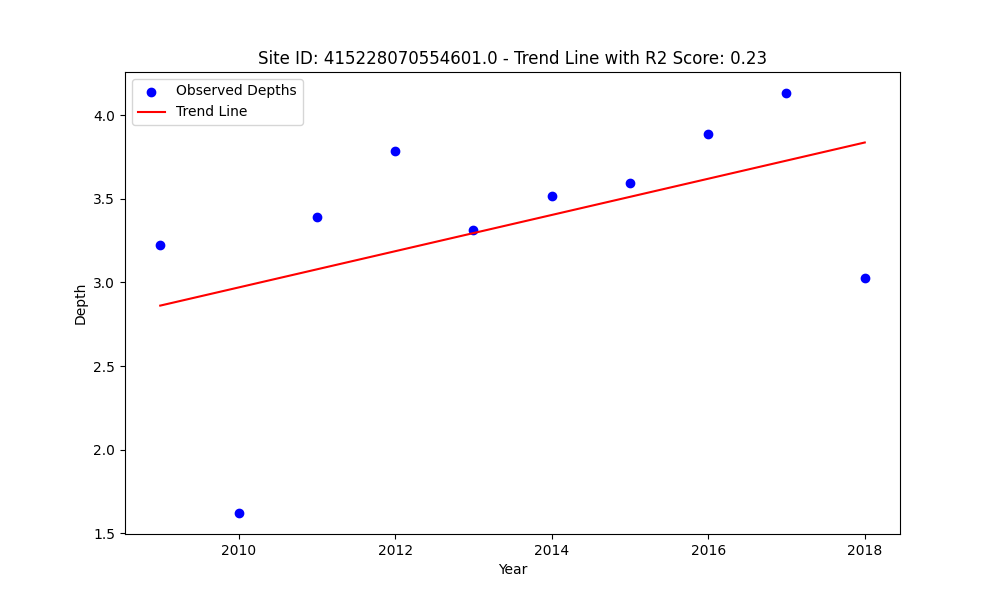 Site ID: 415228070554601.0 - Trend Line with R2 Score: 0.23
Observed Depths
Trend Line
4.0
3.5
3.0
2.5
2.0
1.5
Depth
2010
2012
2014
2016
2018
Year